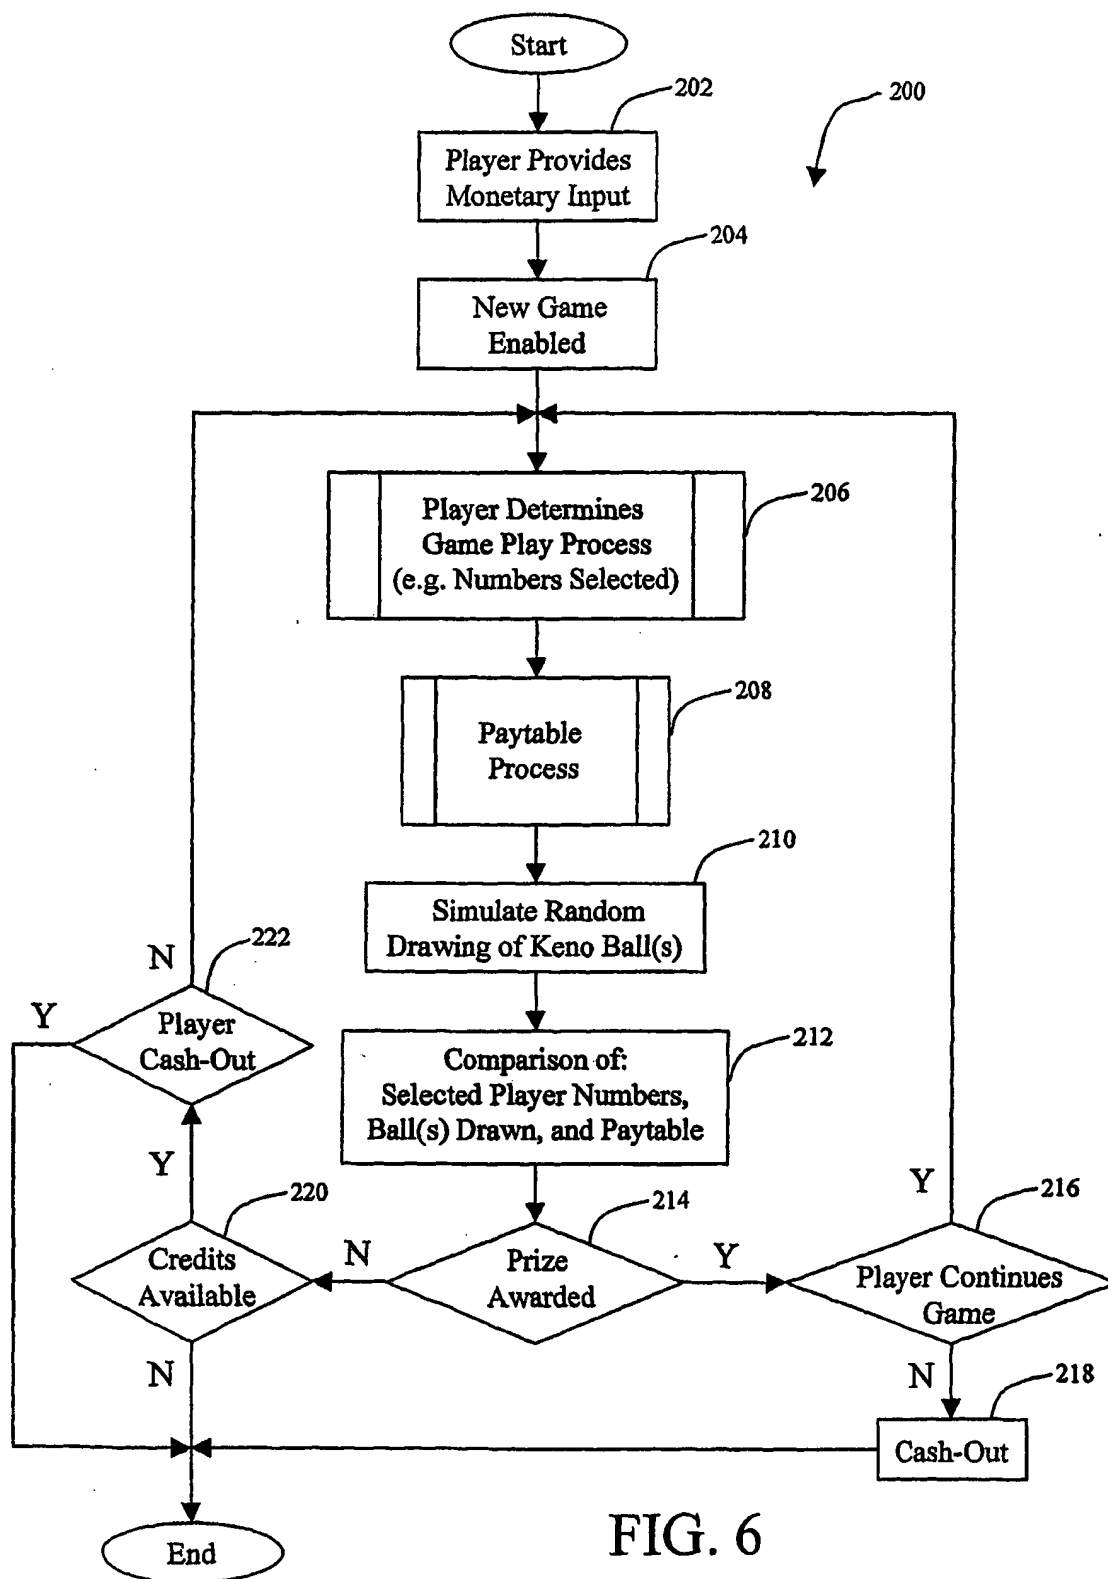 Start
202
200
Player Provides
Monetary Input
204
New Game
Enabled
206
Player Determines
Game Play Process
(e.g. Numbers Selected)
208
Paytable
Process
210
Simulate Random
Drawing of Keno Ball(s)
222
N
Y
Player
Cash-Out
212
Comparison of:
Selected Player Numbers,
Ball(s) Drawn, and Paytable
Y
220
Credits
Available
N
214
Prize
Awarded
Y
Y
216
Player Continues
Game
N
N
218
Cash-Out
End
FIG. 6